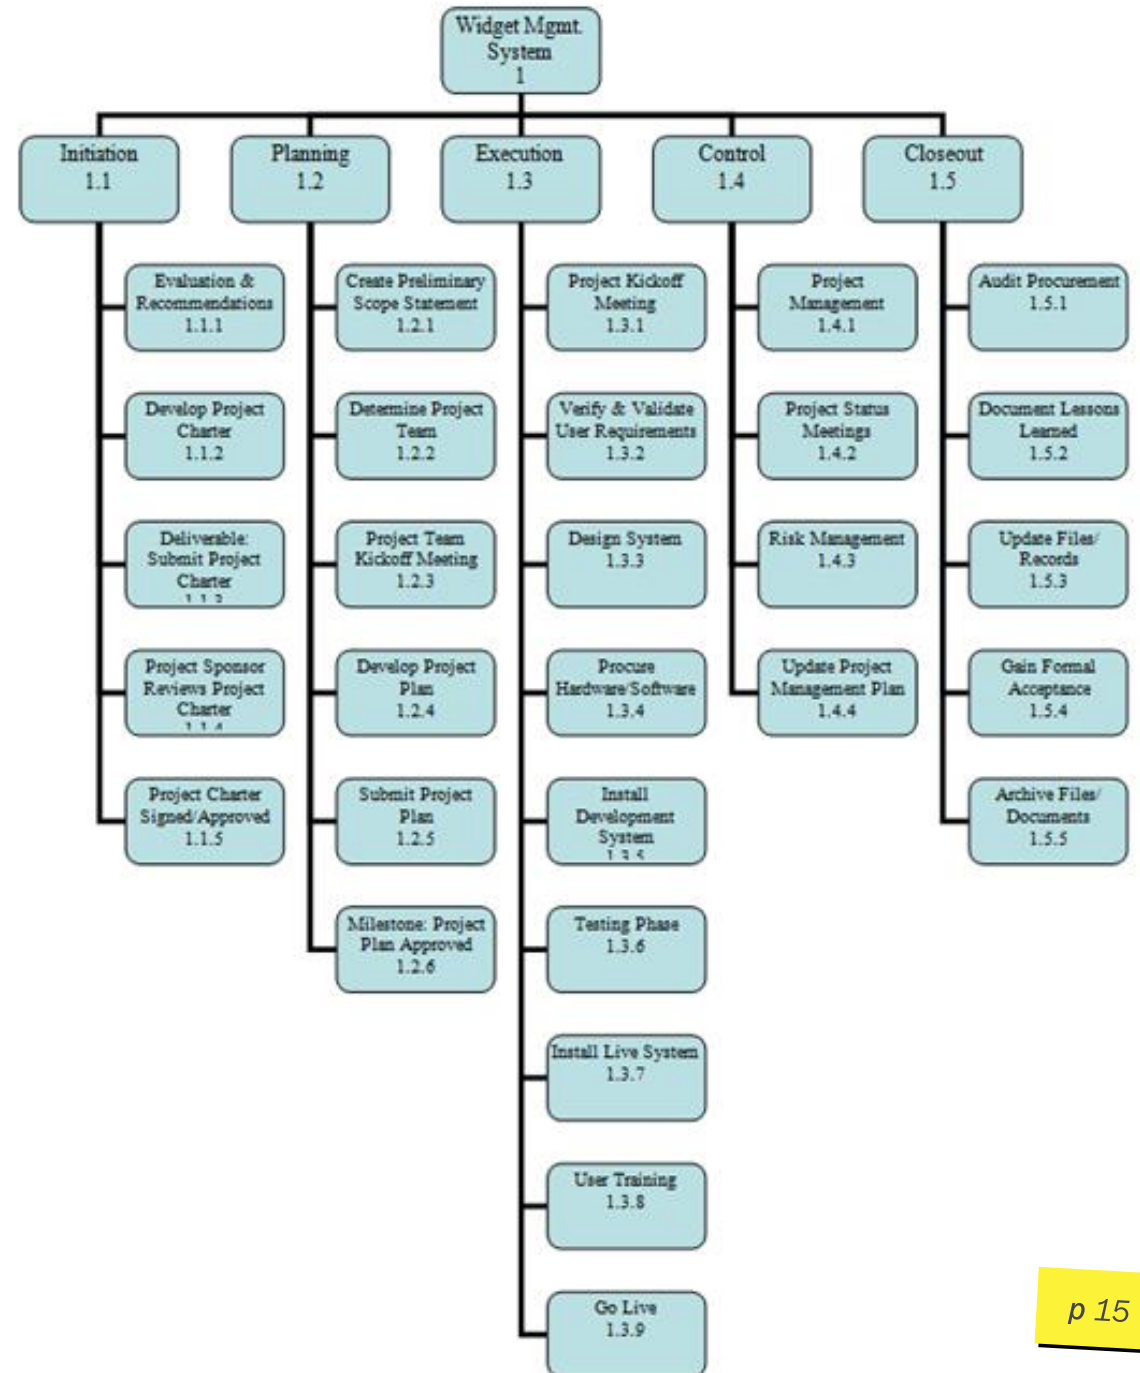 Widget Mgmt.
System
1
Initiation
1.1
Planning
1.2
Execution
1.3
Control
1.4
Closeout
1.5
Evaluation &
Recommendations
1.1.1
Develop Project
Charter
1.1.2
Deliverable:
Submit Project
Charter
1.1.3
Project Sponsor
Reviews Project
Charter
1.1.4
Project Charter
Signed/Approved
1.1.5
Create Preliminary
Scope Statement
1.2.1
Determine Project
Team
1.2.2
Project Team
Kickoff Meeting
1.2.3
Develop Project
Plan
1.2.4
Submit Project
Plan
1.2.5
Milestone: Project
Plan Approved
1.2.6
Project Kickoff
Meeting
1.3.1
Verify & Validate
User Requirements
1.3.2
Design System
1.3.3
Procure
Hardware/Software
1.3.4
Install
Development
System
1.3.5
Testing Phase
1.3.6
Install Live System
1.3.7
User Training
1.3.8
Go Live
1.3.9
Project
Management
1.4.1
Project Status
Meetings
1.4.2
Risk Management
1.4.3
Update Project
Management Plan
1.4.4
Audit Procurement
1.5.1
Document Lessons
Learned
1.5.2
Update Files/
Records
1.5.3
Gain Formal
Acceptance
1.5.4
Archive Files/
Documents
1.5.5
p 15